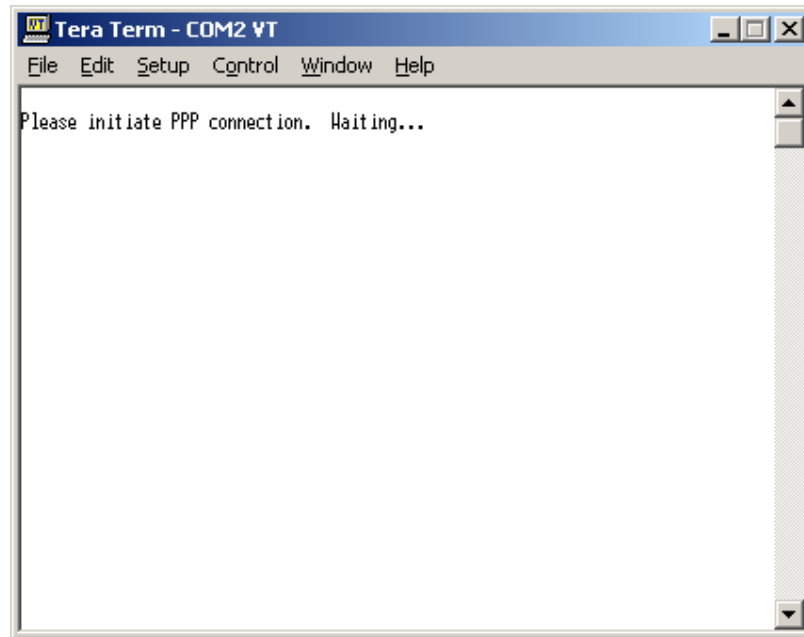 Tera Term - COM2 VT
File Edit Setup Control Window Help
Please initiate PPP connection. Waiting...